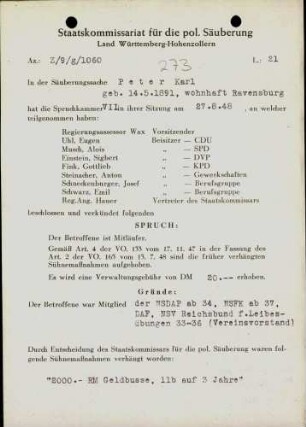 Staatskommissariat für die pol. Säuberung
Land Württemberg-Hohenzollern
Az.: Z/9/g/1060
L.: 21
273
In der Säuberungssache P e t e r Karl
geb. 14.5.1891, wohnhaft Ravensburg
hat die Spruchkammer VII in ihrer Sitzung am 27.8.48 , an welcher
teilgenommen haben:
Regierungsassessor Wax Vorsitzender
Uhl, Eugen Beisitzer — CDU
Musch, Alois „ — SPD
Einstein, Sigbert „ — DVP
Fink, Gottlieb „ — KPD
Steinacher, Anton „ — Gewerkschaften
Schneckenburger, Josef „ — Berufsgruppe
Schwarz, Emil „ — Berufsgruppe
Reg.Ang. Hauer Vertreter des Staatskommissars
beschlossen und verkündet folgenden
SPRUCH:
Der Betroffene ist Mitläufer.
Gemäß Art. 4 der VO. 133 vom 17. 11. 47 in der Fassung des
Art. 2 der VO. 165 vom 13. 7. 48 sind die früher verhängten
Sühnemaßnahmen aufgehoben.
Es wird eine Verwaltungsgebühr von DM 20.-- erhoben.
Gründe:
Der Betroffene war Mitglied der NSDAP ab 34, NSFK ab 37,
DAF, NSV Reichsbund f.Leibes-
übungen 33-36 (Vereinsvorstand)
Durch Entscheidung des Staatskommissars für die pol. Säuberung waren fol-
gende Sühnemaßnahmen verhängt worden:
"2000.- RM Geldbusse, 11b auf 3 Jahre"